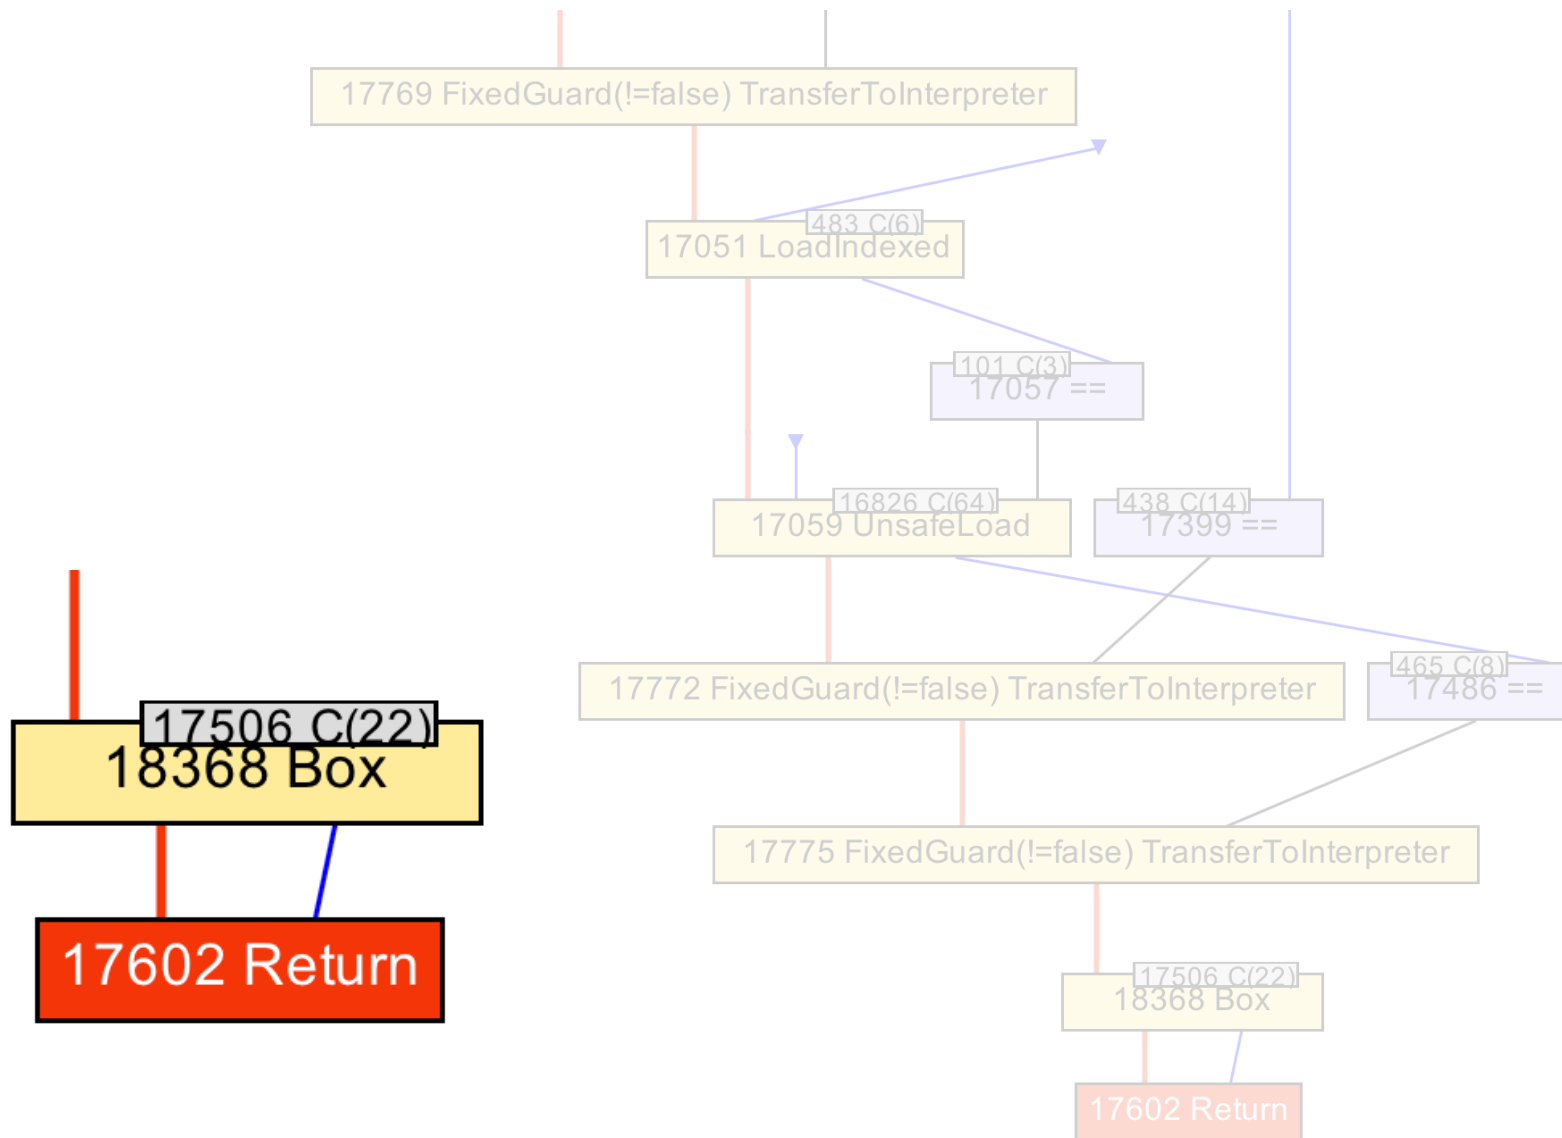 17769 FixedGuard(!=false) TransferToInterpreter
483 C(6)
17051 LoadIndexed
101 C(3)
17057 ==
16826 C(64)
17059 UnsafeLoad
438 C(14)
17399 ==
17772 FixedGuard(!=false) TransferToInterpreter
465 C(8)
17486 ==
17506 C(22)
18368 Box
17602 Return
17775 FixedGuard(!=false) TransferToInterpreter
17506 C(22)
18368 Box
17602 Return